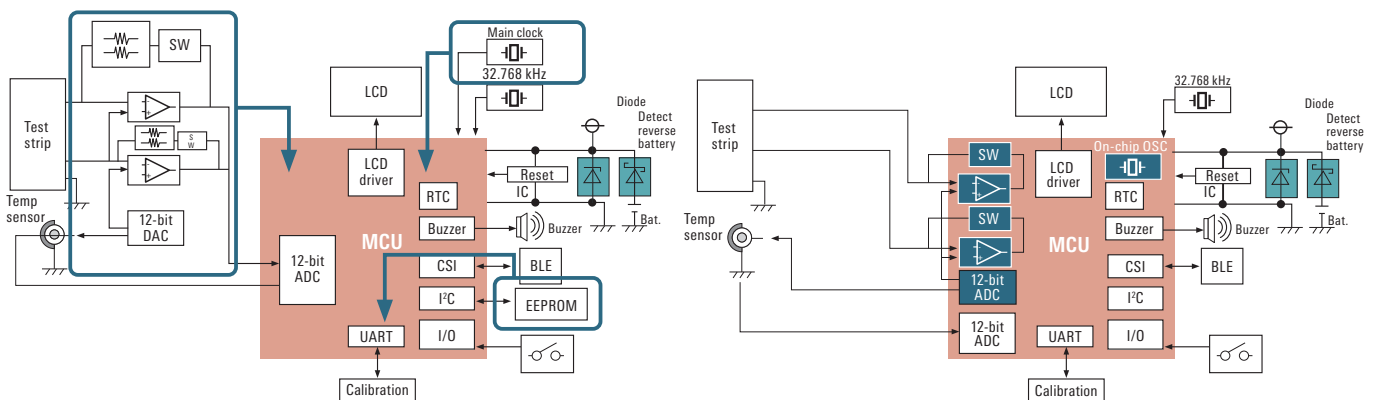 SW
Test
strip
S
W
Temp
sensor
12-bit
DAC
12-bit
ADC
LCD
LCD
driver
MCU
Main clock
32.768 kHz
RTC
Reset
IC
Diode
Detect
reverse
battery
Bat.
Buzzer
Buzzer
CSI
BLE
I²C
EEPROM
UART
I/O
Calibration
Test
strip
Temp
sensor
SW
SW
12-bit
ADC
12-bit
ADC
LCD
LCD
driver
MCU
32.768 kHz
On-chip OSC
RTC
Reset
IC
Diode
Detect
reverse
battery
Bat.
Buzzer
Buzzer
CSI
BLE
I²C
UART
I/O
Calibration